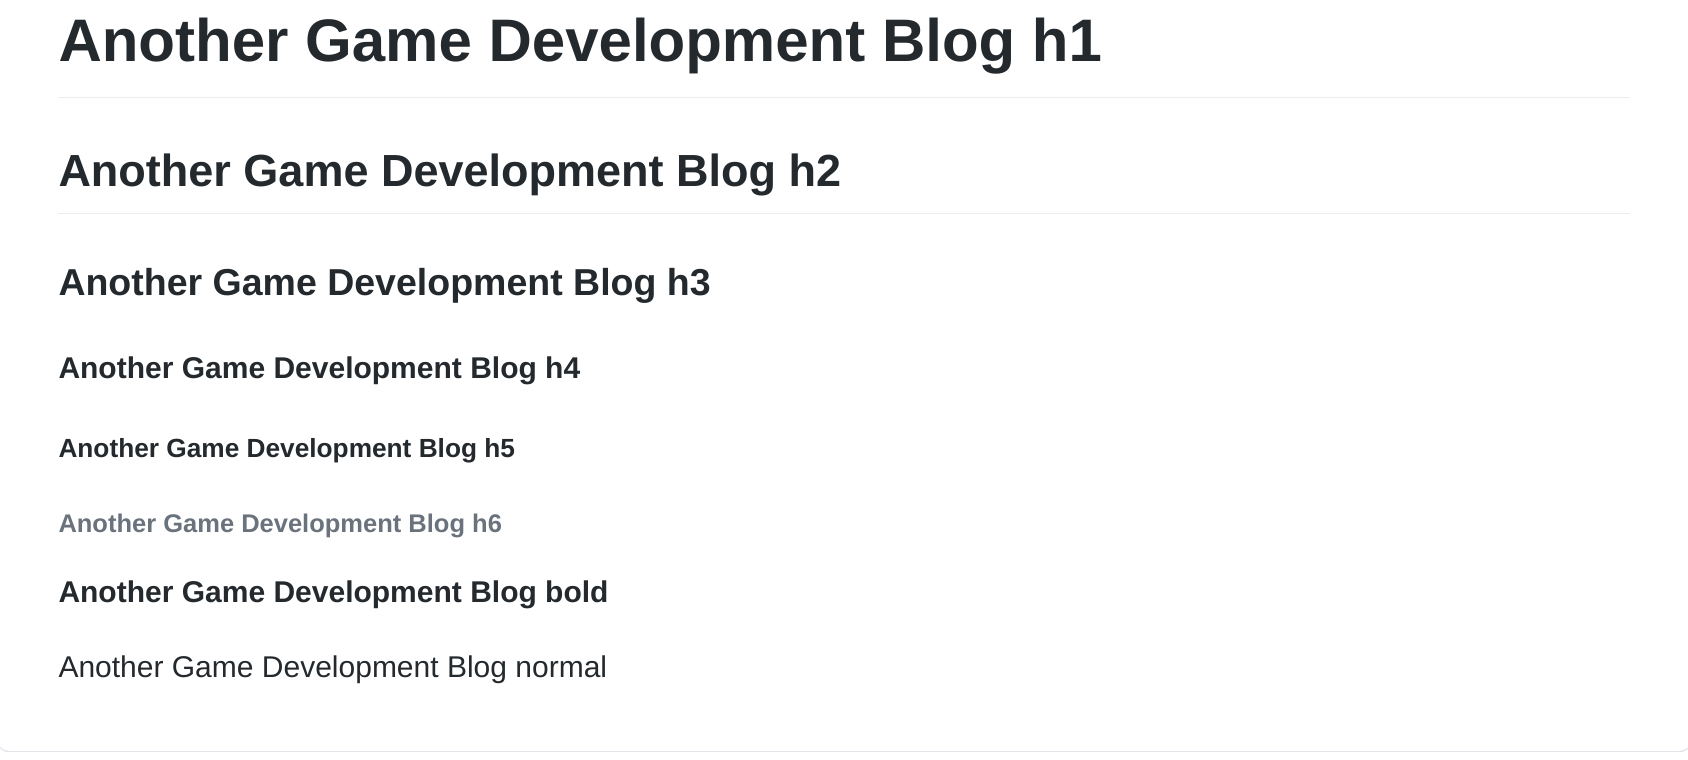 Another Game Development Blog h1
Another Game Development Blog h2
Another Game Development Blog h3
Another Game Development Blog h4
Another Game Development Blog h5
Another Game Development Blog h6
Another Game Development Blog bold
Another Game Development Blog normal